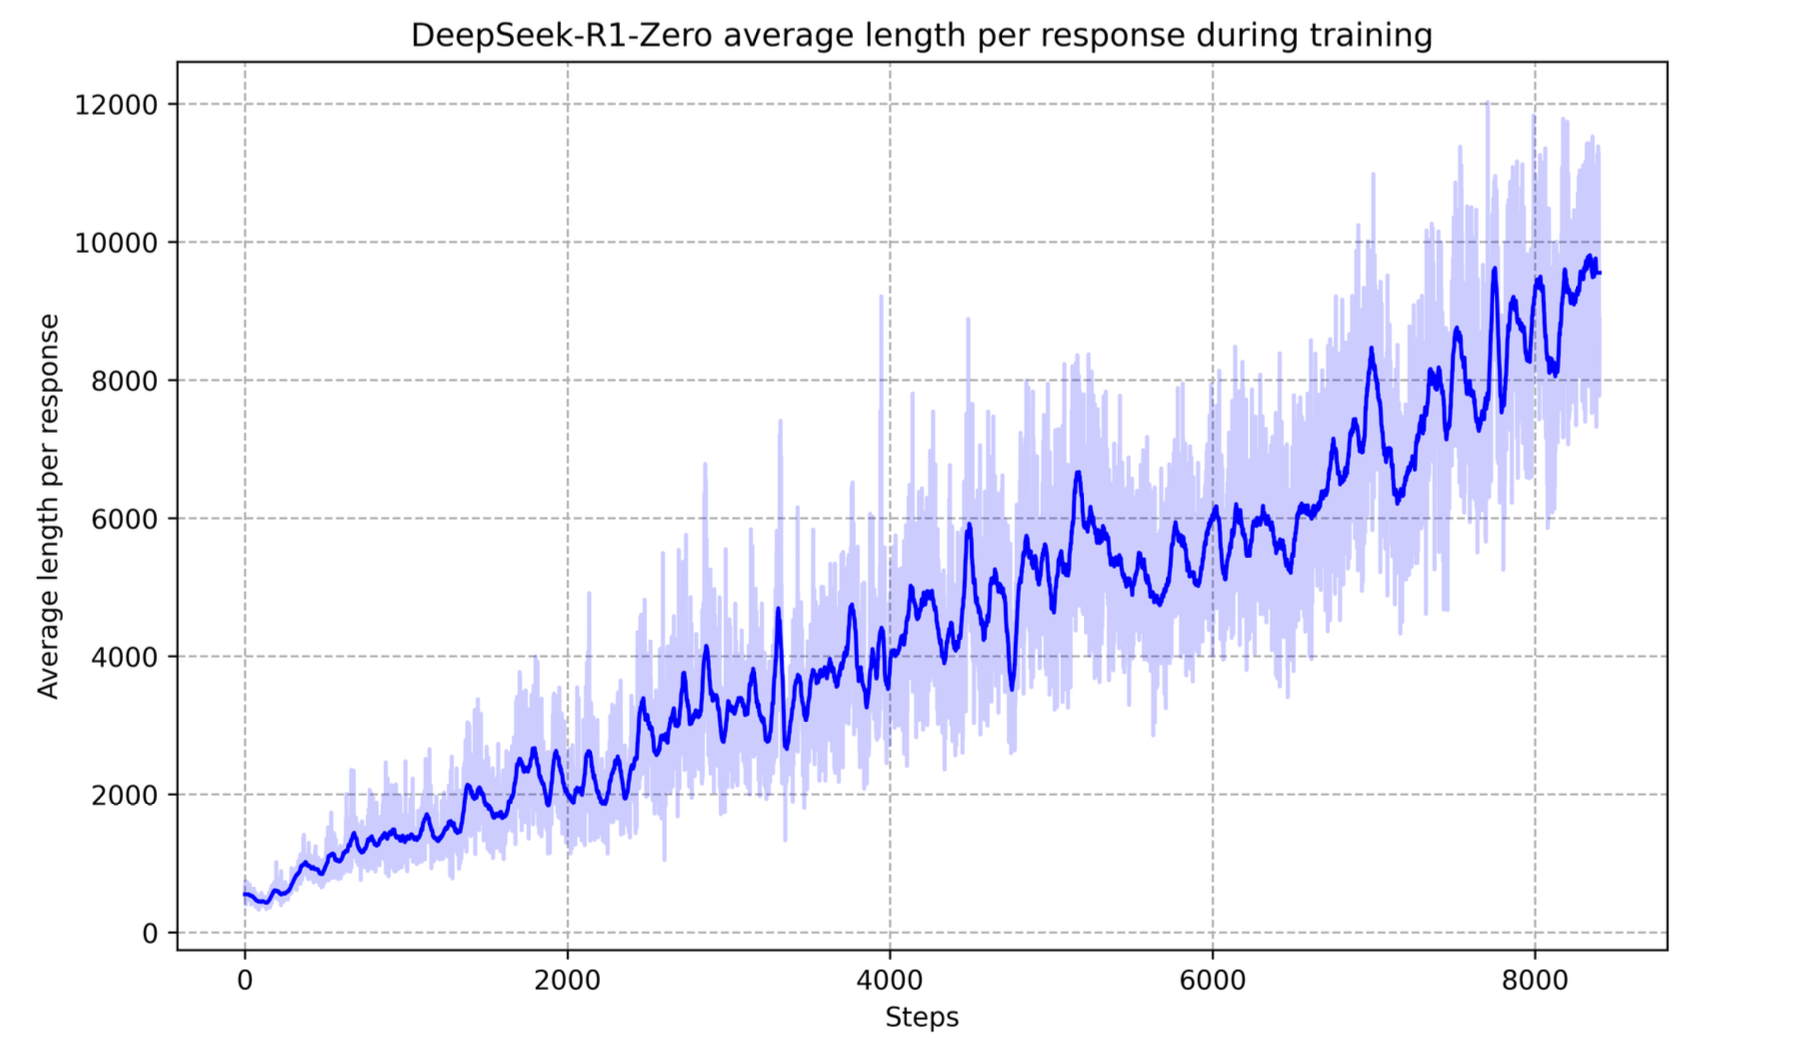 DeepSeek-R1-Zero average length per response during training
12000
10000
8000
6000
4000
2000
0
Average length per response
0 2000 4000 6000 8000
Steps